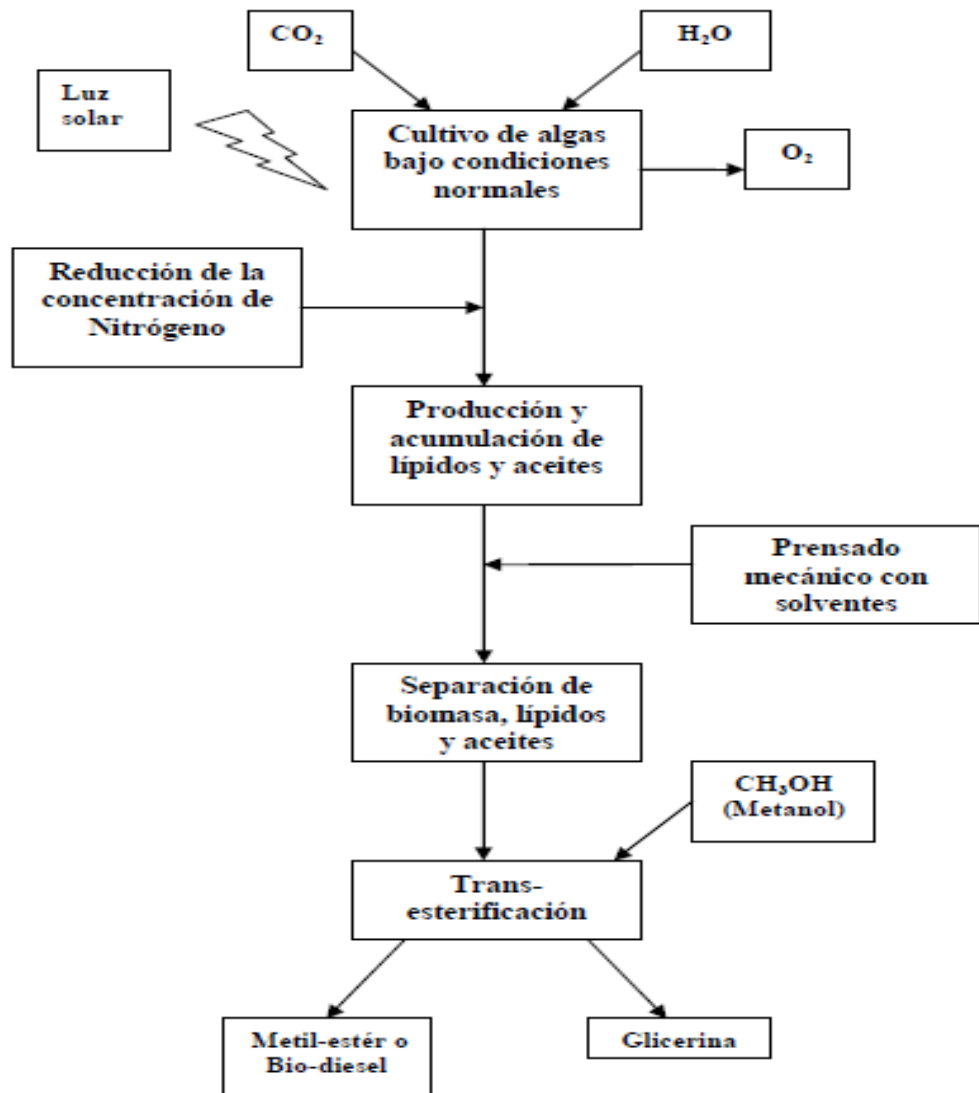 CO₂
H₂O
Luz
solar
Cultivo de algas
bajo condiciones
normales
O₂
Reducción de la
concentración de
Nitrógeno
Producción y
acumulación de
lípidos y aceites
Prensado
mecánico con
solventes
Separación de
biomasa, lípidos
y aceites
CH₃OH
(Metanol)
Trans-
esterificación
Metil-estér o
Bio-diesel
Glicerina